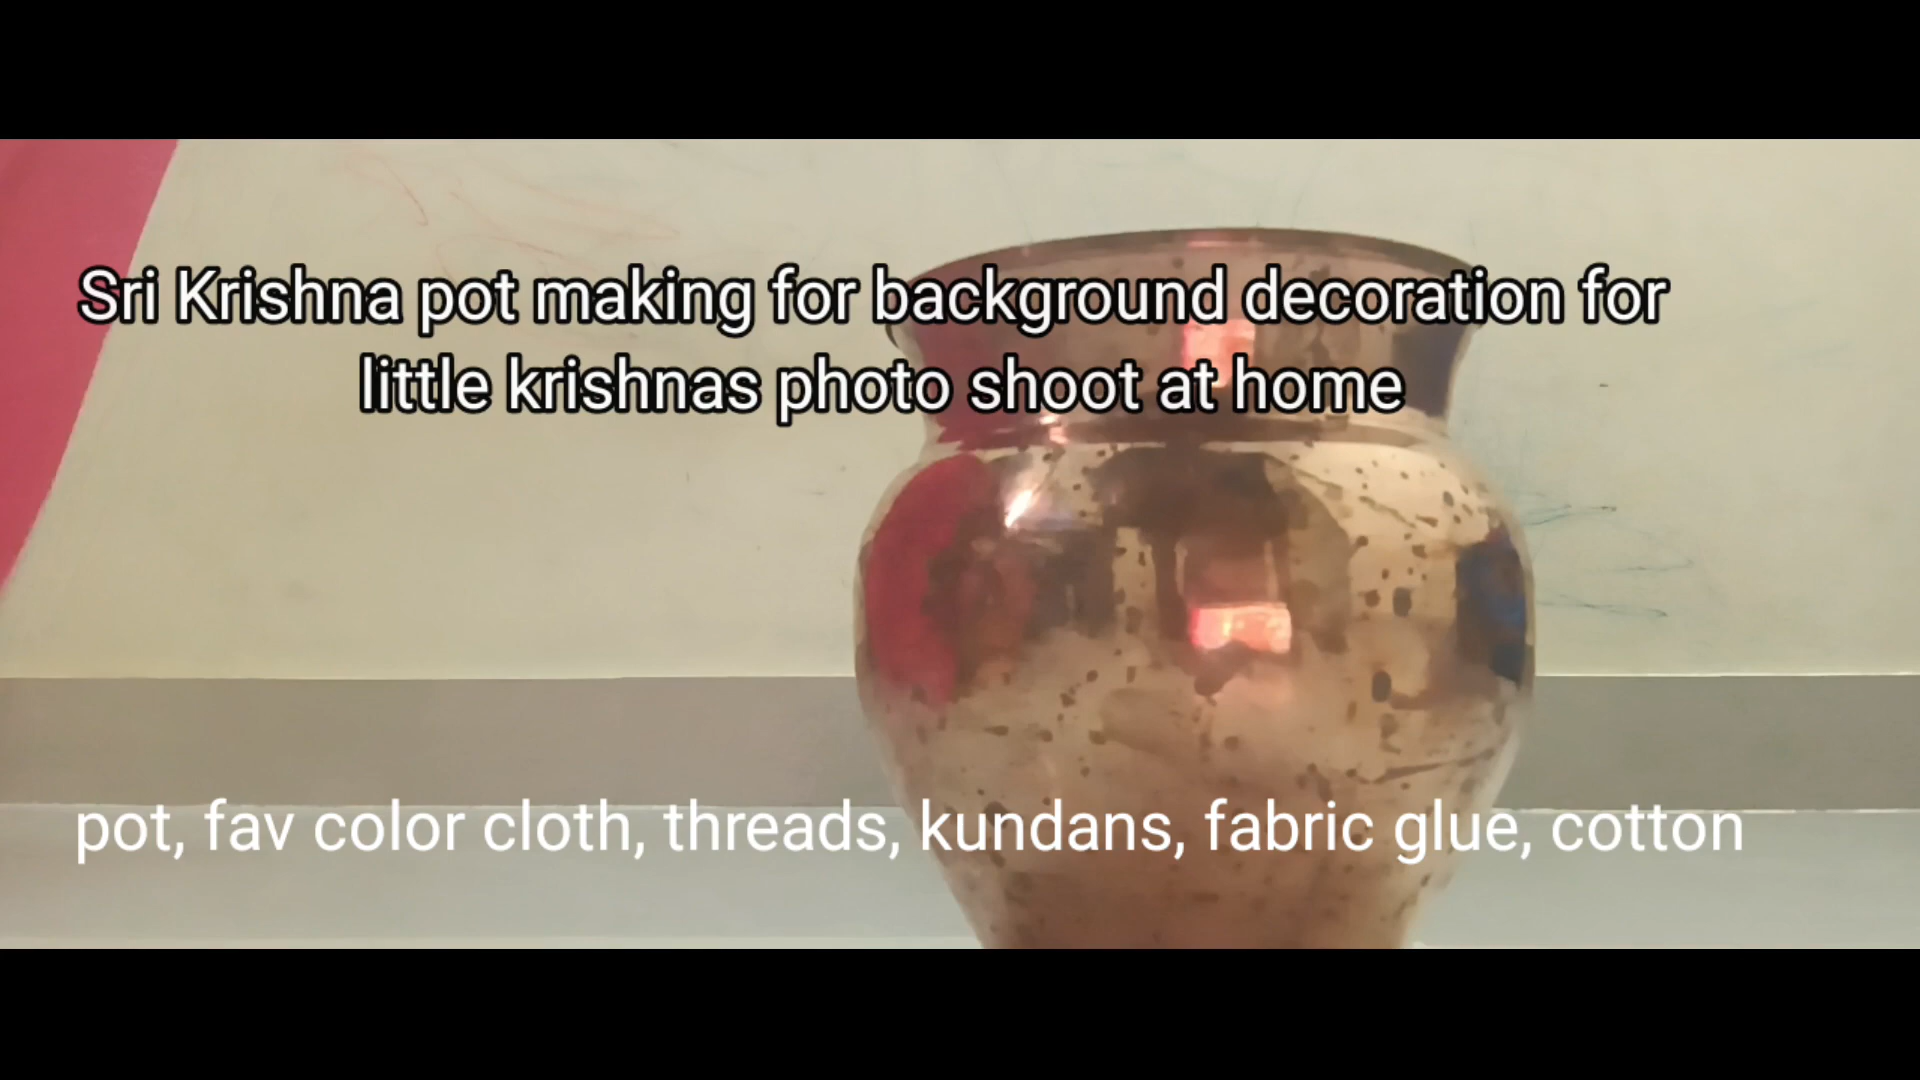 Sri Krishna pot making for background decoration for
little krishnas photo shoot at home
pot, fav color cloth, threads, kundans, fabric glue, cotton